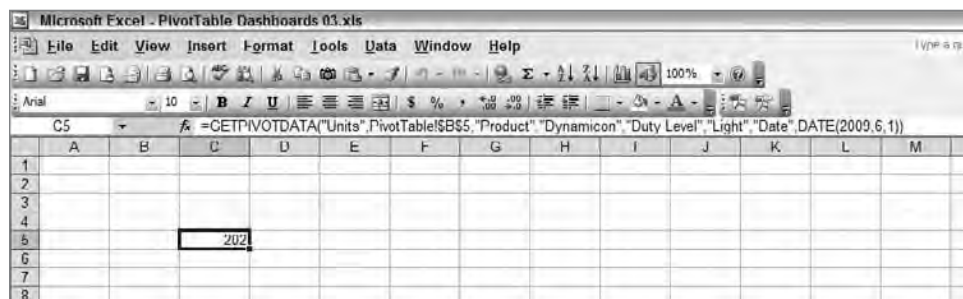 Microsoft Excel - PivotTable Dashboards 03.xls
File Edit View Insert Format Tools Data Window Help
100%
Arial 10 B I U $ % ,
C5 fx =GETPIVOTDATA("Units",PivotTable!$B$5,"Product","Dynamicon","Duty Level","Light","Date",DATE(2009,6,1))
A B C D E F G H I J K L M
1
2
3
4
5 202
6
7
8